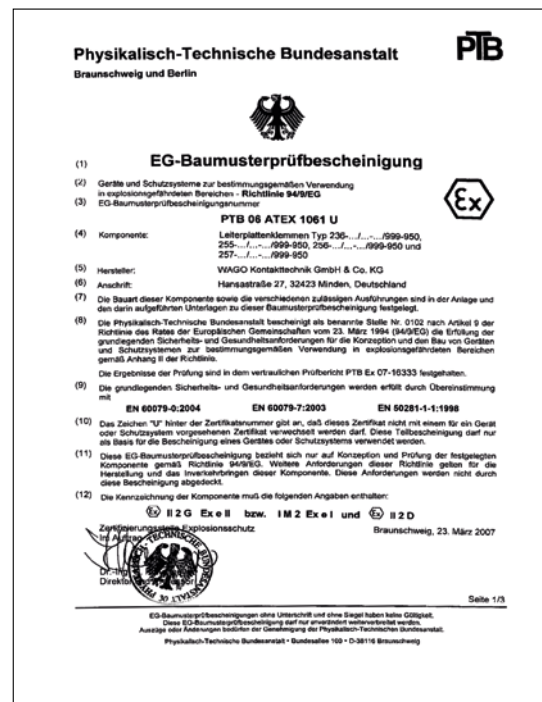 Physikalisch-Technische Bundesanstalt
PTB
Braunschweig und Berlin
(1) EG-Baumusterprüfbescheinigung
(2) Geräte und Schutzsysteme zur bestimmungsgemäßen Verwendung
in explosionsgefährdeten Bereichen - Richtlinie 94/9/EG
(3) EG-Baumusterprüfbescheinigungsnummer
Ex
PTB 06 ATEX 1061 U
(4) Komponente: Leiterplattenklemmen Typ 236-.../...-.../999-950,
255-.../...-.../999-950, 256-.../...-.../999-950 und
257-.../...-.../999-950
(5) Hersteller: WAGO Kontakttechnik GmbH & Co. KG
(6) Anschrift: Hansastraße 27, 32423 Minden, Deutschland
(7) Die Bauart dieser Komponente sowie die verschiedenen zulässigen Ausführungen sind in der Anlage und
den darin aufgeführten Unterlagen zu dieser Baumusterprüfbescheinigung festgelegt.
(8) Die Physikalisch-Technische Bundesanstalt bescheinigt als benannte Stelle Nr. 0102 nach Artikel 9 der
Richtlinie des Rates der Europäischen Gemeinschaften vom 23. März 1994 (94/9/EG) die Erfüllung der
grundlegenden Sicherheits- und Gesundheitsanforderungen für die Konzeption und den Bau von Geräten
und Schutzsystemen zur bestimmungsgemäßen Verwendung in explosionsgefährdeten Bereichen
gemäß Anhang II der Richtlinie.
Die Ergebnisse der Prüfung sind in dem vertraulichen Prüfbericht PTB Ex 07-16333 festgehalten.
(9) Die grundlegenden Sicherheits- und Gesundheitsanforderungen werden erfüllt durch Übereinstimmung
mit
EN 60079-0:2004 EN 60079-7:2003 EN 50281-1-1:1998
(10) Das Zeichen "U" hinter der Zertifikatsnummer gibt an, daß dieses Zertifikat nicht mit einem für ein Gerät
oder Schutzsystem vorgesehenen Zertifikat verwechselt werden darf. Diese Teilbescheinigung darf nur
als Basis für die Bescheinigung eines Gerätes oder Schutzsystems verwendet werden.
(11) Diese EG-Baumusterprüfbescheinigung bezieht sich nur auf Konzeption und Prüfung der festgelegten
Komponente gemäß Richtlinie 94/9/EG. Weitere Anforderungen dieser Richtlinie gelten für die
Herstellung und das Inverkehrbringen dieser Komponente. Diese Anforderungen werden nicht durch
diese Bescheinigung abgedeckt.
(12) Die Kennzeichnung der Komponente muß die folgenden Angaben enthalten:
Ex II 2 G Ex e II bzw. I M 2 Ex e I und Ex II 2 D
Zertifizierungsstelle Explosionsschutz Braunschweig, 23. März 2007
Im Auftrag
Dr.-Ing.
Seite 1/3
EG-Baumusterprüfbescheinigungen ohne Unterschrift und ohne Siegel haben keine Gültigkeit.
Diese EG-Baumusterprüfbescheinigung darf nur unverändert weiterverbreitet werden.
Auszüge oder Änderungen bedürfen der Genehmigung der Physikalisch-Technischen Bundesanstalt.
Physikalisch-Technische Bundesanstalt • Bundesallee 100 • D-38116 Braunschweig